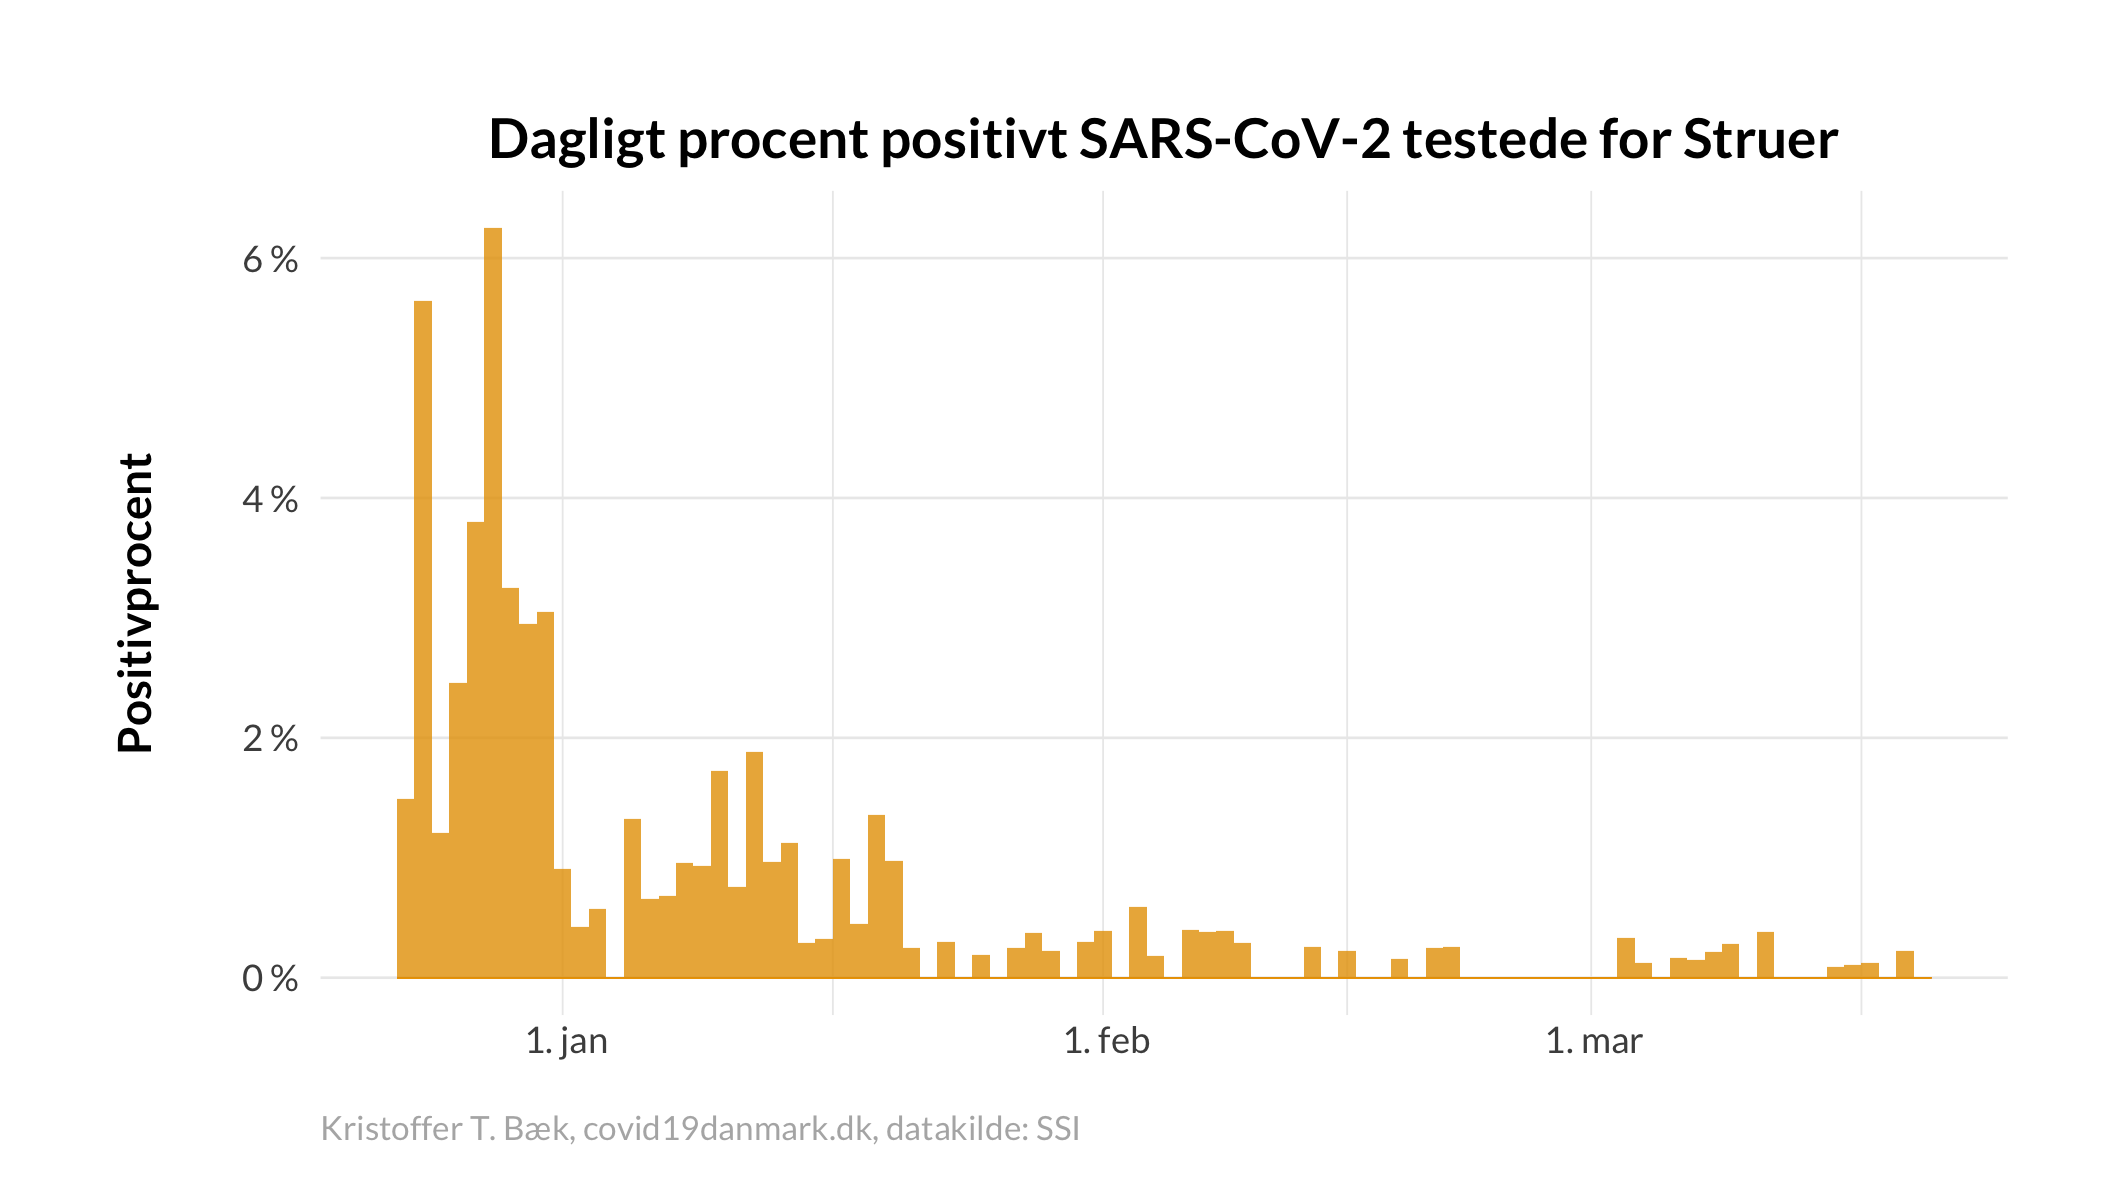 Dagligt procent positivt SARS-CoV-2 testede for Struer
Positivprocent
6 %
4 %
2 %
0 %
1. jan
1. feb
1. mar
Kristoffer T. Bæk, covid19danmark.dk, datakilde: SSI